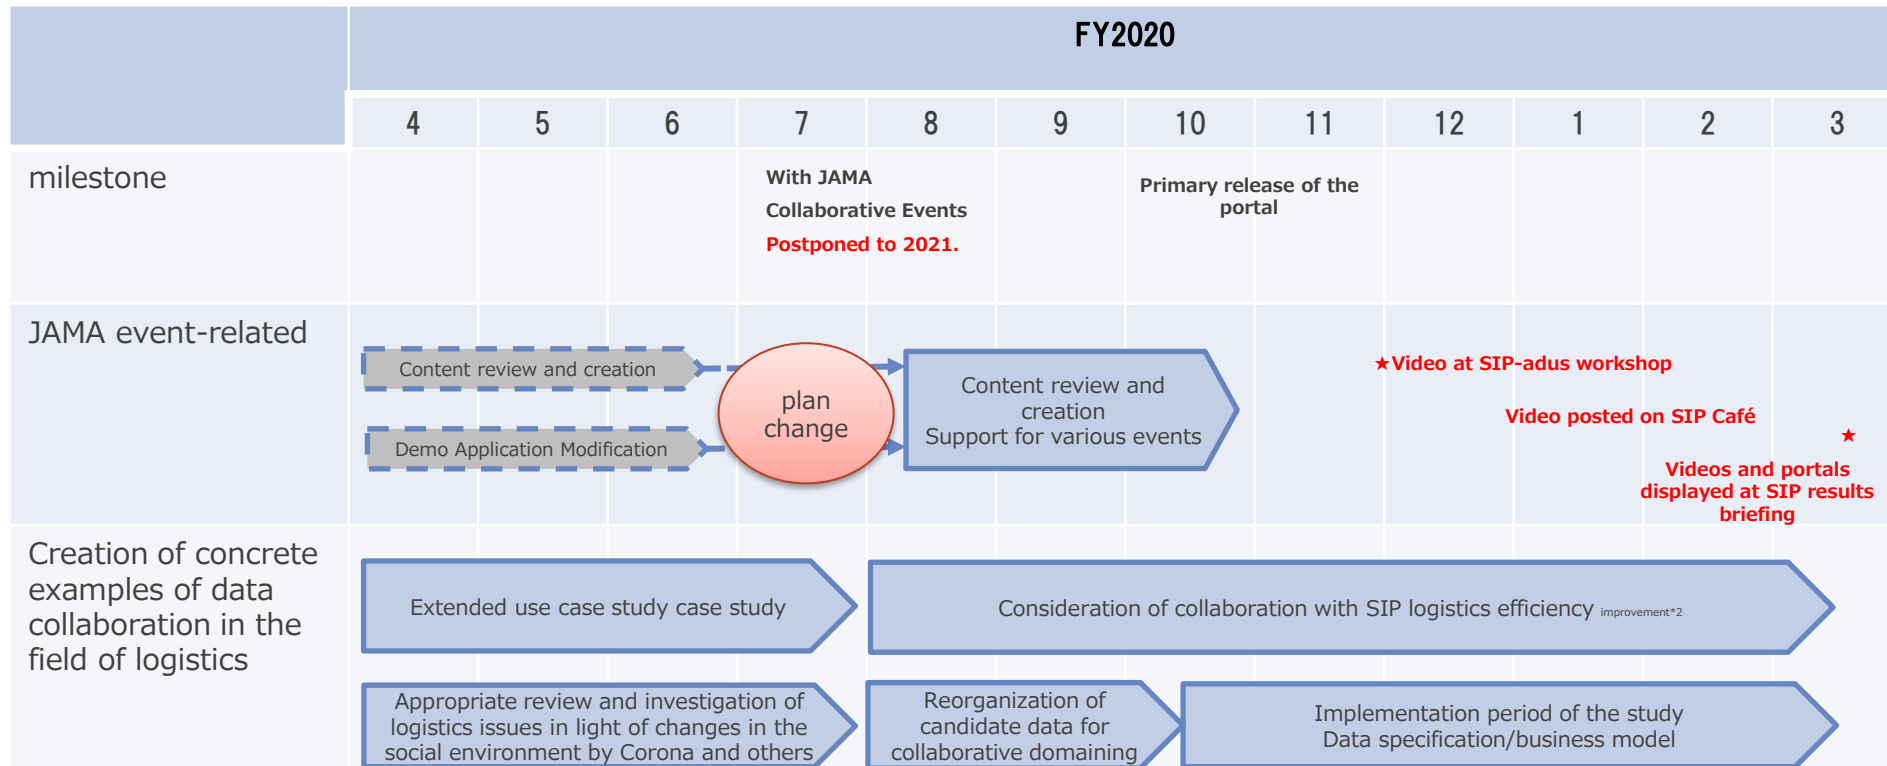 FY2020
4 5 6 7 8 9 10 11 12 1 2 3
milestone
With JAMA
Collaborative Events
Postponed to 2021.
Primary release of the
portal
JAMA event-related
Content review and creation
Demo Application Modification
plan
change
Content review and
creation
Support for various events
★Video at SIP-adus workshop
Video posted on SIP Café
★
Videos and portals
displayed at SIP results
briefing
Creation of concrete
examples of data
collaboration in the
field of logistics
Extended use case study case study
Consideration of collaboration with SIP logistics efficiency improvement*2
Appropriate review and investigation of
logistics issues in light of changes in the
social environment by Corona and others
Reorganization of
candidate data for
collaborative domaining
Implementation period of the study
Data specification/business model